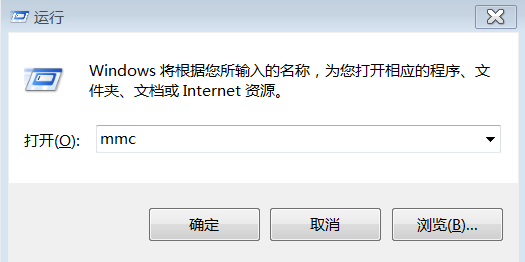 运行
Windows 将根据您所输入的名称，为您打开相应的程序、文
件夹、文档或 Internet 资源。
打开(O): mmc
确定 取消 浏览(B)...